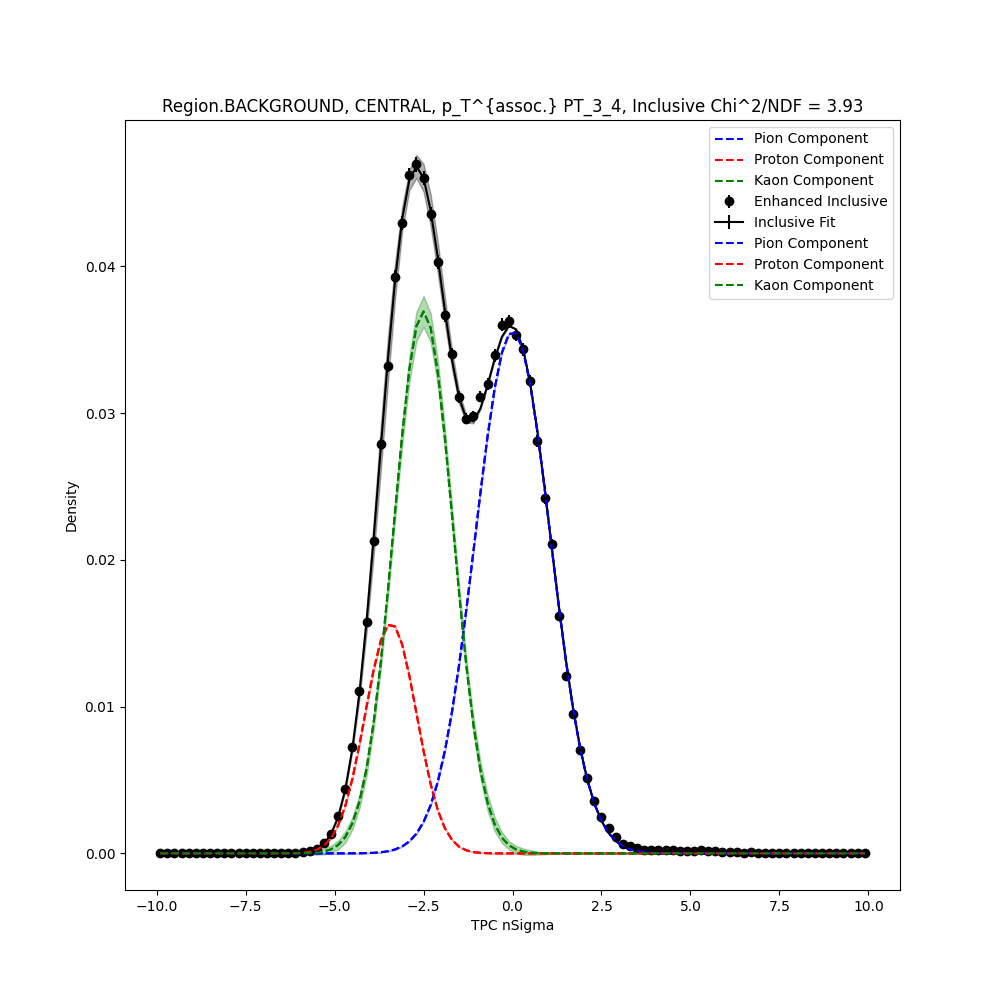 Region.BACKGROUND, CENTRAL, p_T^{assoc.} PT_3_4, Inclusive Chi^2/NDF = 3.93
Pion Component
Proton Component
Kaon Component
Enhanced Inclusive
Inclusive Fit
Pion Component
Proton Component
Kaon Component
Density
0.04
0.03
0.02
0.01
0.00
−10.0 −7.5 −5.0 −2.5 0.0 2.5 5.0 7.5 10.0
TPC nSigma